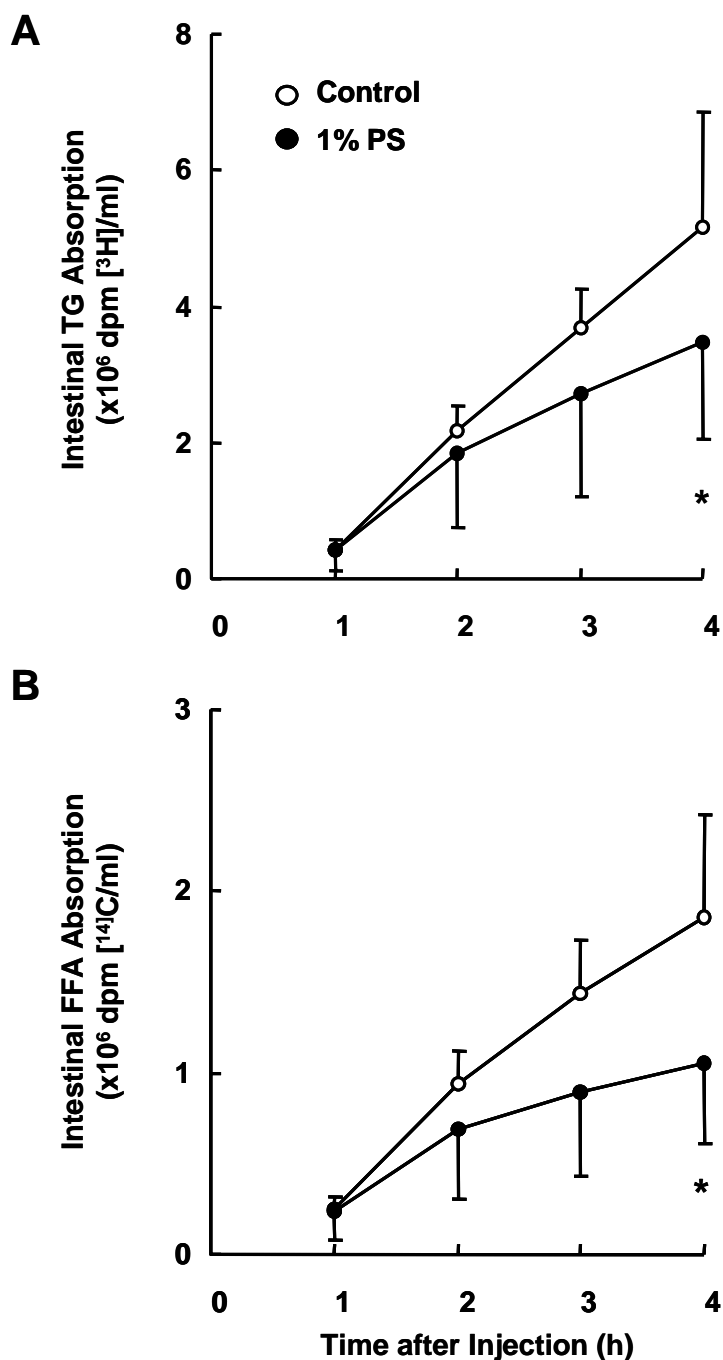 A
8
6
4
2
0
Control
1% PS
Intestinal TG Absorption
(x10⁶ dpm [³H]/ml)
*
0 1 2 3 4
B
3
2
1
0
Intestinal FFA Absorption
(x10⁶ dpm [¹⁴]C/ml)
*
0 1 2 3 4
Time after Injection (h)